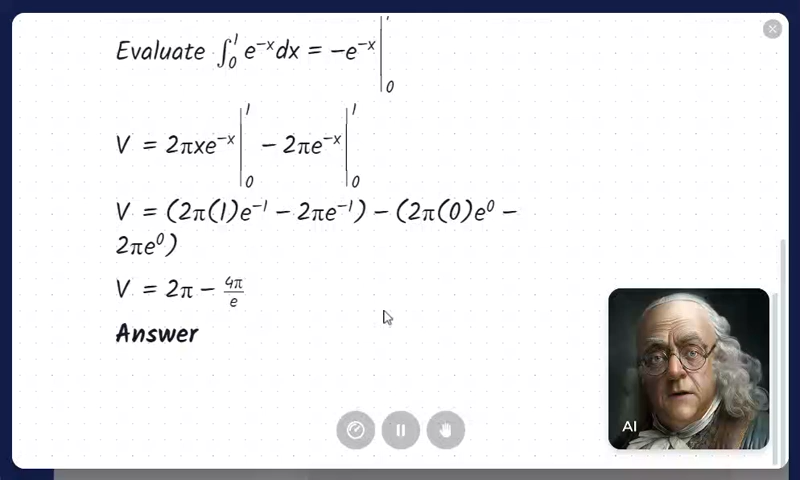 Evaluate ∫₀¹ e⁻ˣdx = −e⁻ˣ|₀¹
V = 2πxe⁻ˣ|₀¹ − 2πe⁻ˣ|₀¹
V = (2π(1)e⁻¹ − 2πe⁻¹) − (2π(0)e⁰ −
2πe⁰)
V = 2π − 4π/e
Answer
AI